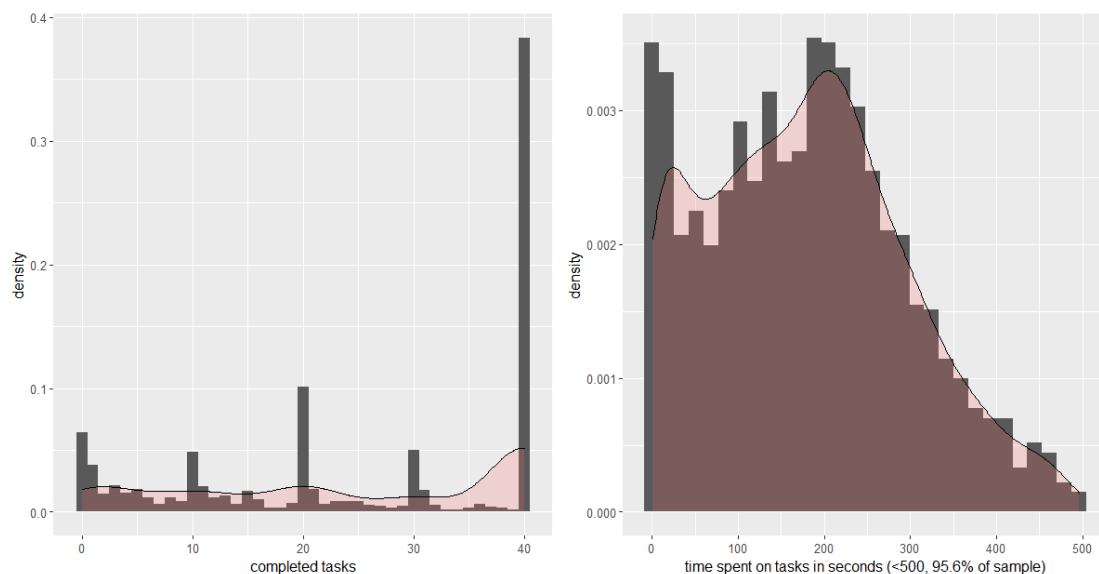 0.4
0.3
0.2
0.1
0.0
density
0 10 20 30 40
completed tasks
0.003
0.002
0.001
0.000
density
0 100 200 300 400 500
time spent on tasks in seconds (<500, 95.6% of sample)